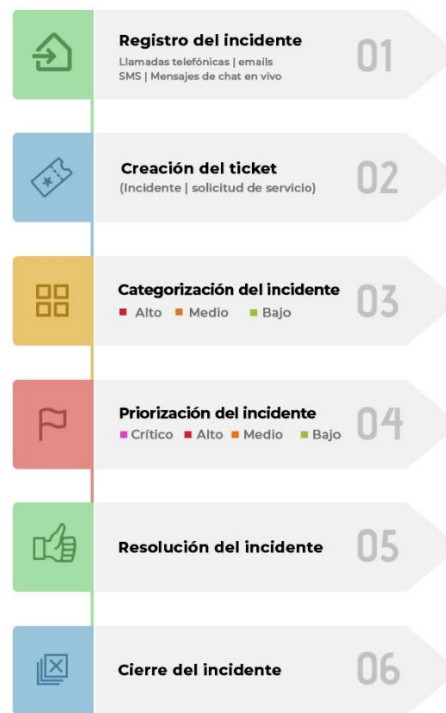 Registro del incidente
Llamadas telefónicas | emails
SMS | Mensajes de chat en vivo
01
Creación del ticket
(Incidente | solicitud de servicio)
02
Categorización del incidente
Alto Medio Bajo
03
Priorización del incidente
Crítico Alto Medio Bajo
04
Resolución del incidente
05
Cierre del incidente
06